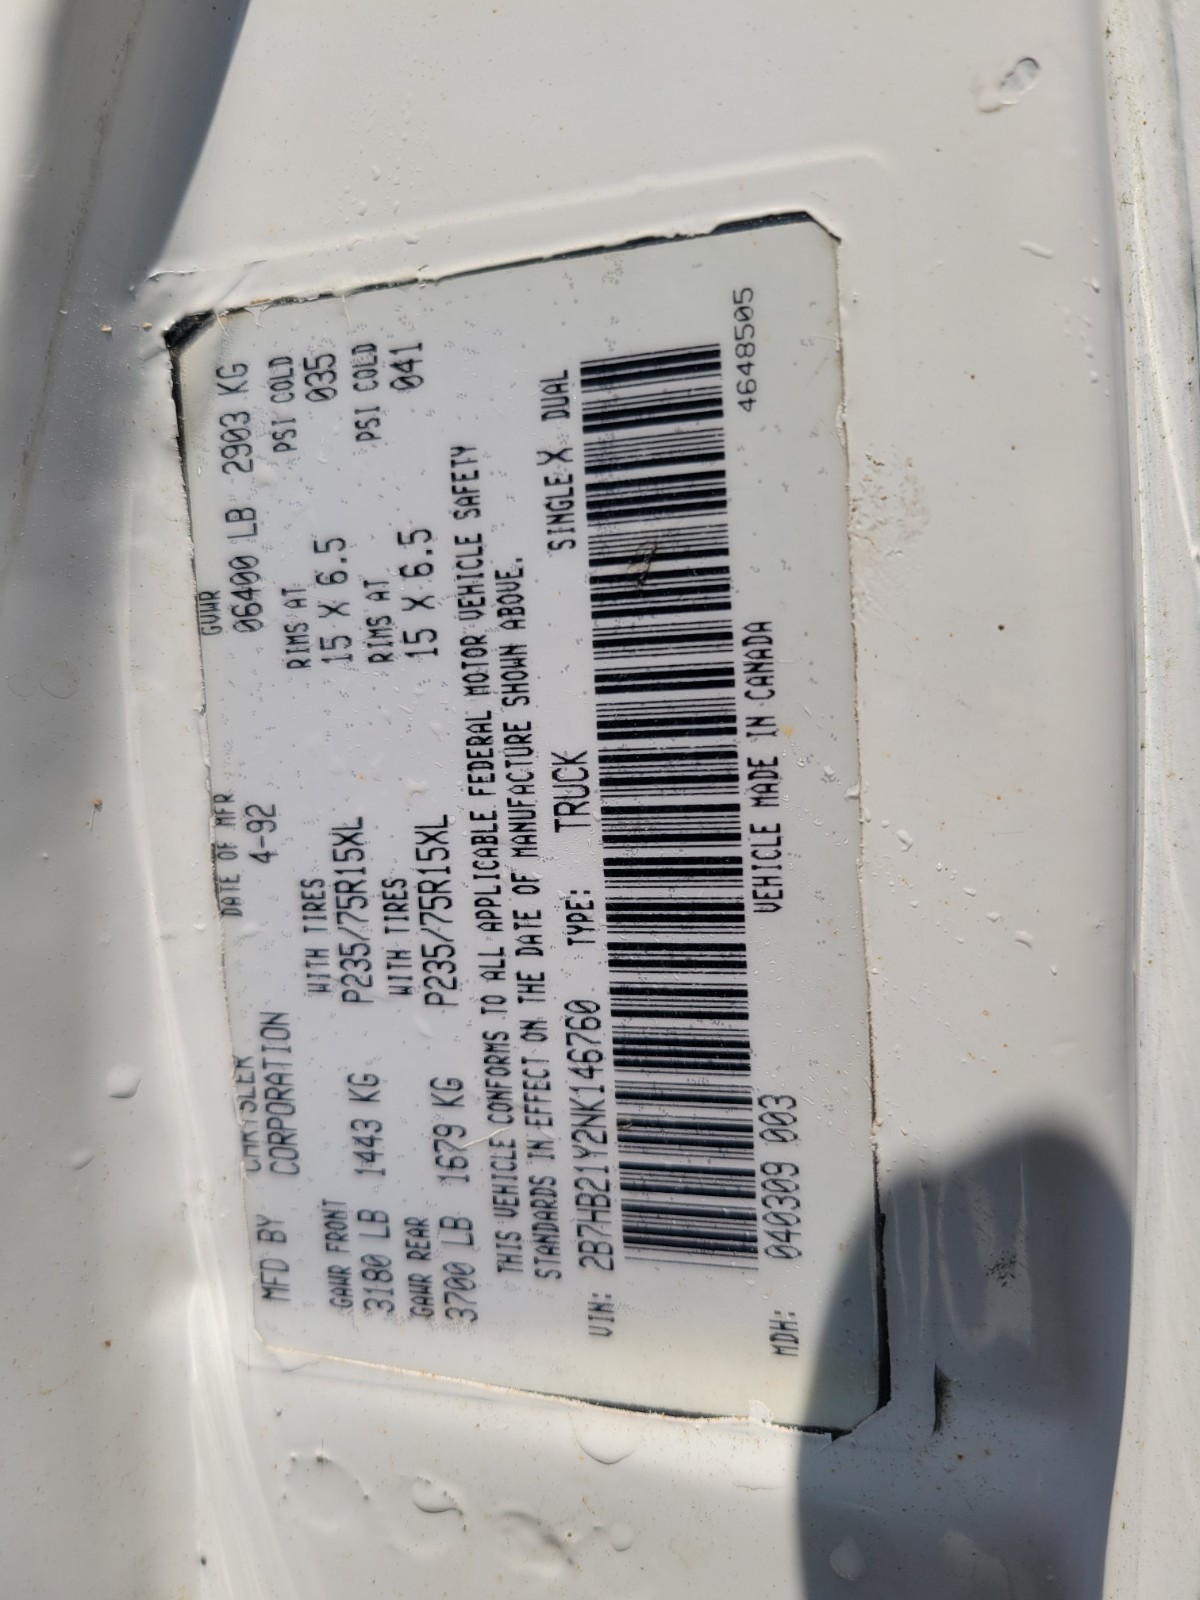 MFD BY CHRYSLER CORPORATION DATE OF MFR 4-92 GVWR 06400 LB 2903 KG
GAWR FRONT WITH TIRES RIMS AT PSI COLD
3180 LB 1443 KG P235/75R15XL 15 X 6.5 035
GAWR REAR WITH TIRES RIMS AT PSI COLD
3700 LB 1679 KG P235/75R15XL 15 X 6.5 041
THIS VEHICLE CONFORMS TO ALL APPLICABLE FEDERAL MOTOR VEHICLE SAFETY
STANDARDS IN EFFECT ON THE DATE OF MANUFACTURE SHOWN ABOVE.
VIN: 2B7HB21Y2NK146760 TYPE: TRUCK SINGLE X DUAL
MDH: 040309 003 VEHICLE MADE IN CANADA 4648505